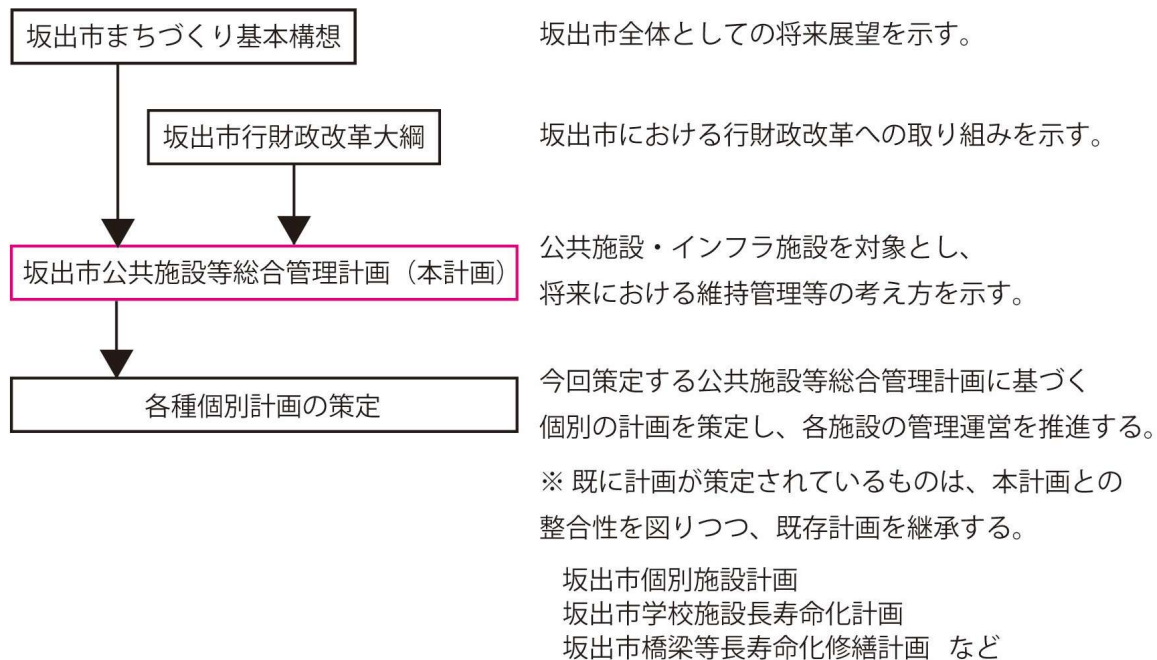 坂出市まちづくり基本構想
坂出市全体としての将来展望を示す。
坂出市行財政改革大綱
坂出市における行財政改革への取り組みを示す。
坂出市公共施設等総合管理計画（本計画）
公共施設・インフラ施設を対象とし、
将来における維持管理等の考え方を示す。
各種個別計画の策定
今回策定する公共施設等総合管理計画に基づく
個別の計画を策定し、各施設の管理運営を推進する。
※ 既に計画が策定されているものは、本計画との
整合性を図りつつ、既存計画を継承する。
坂出市個別施設計画
坂出市学校施設長寿命化計画
坂出市橋梁等長寿命化修繕計画 など